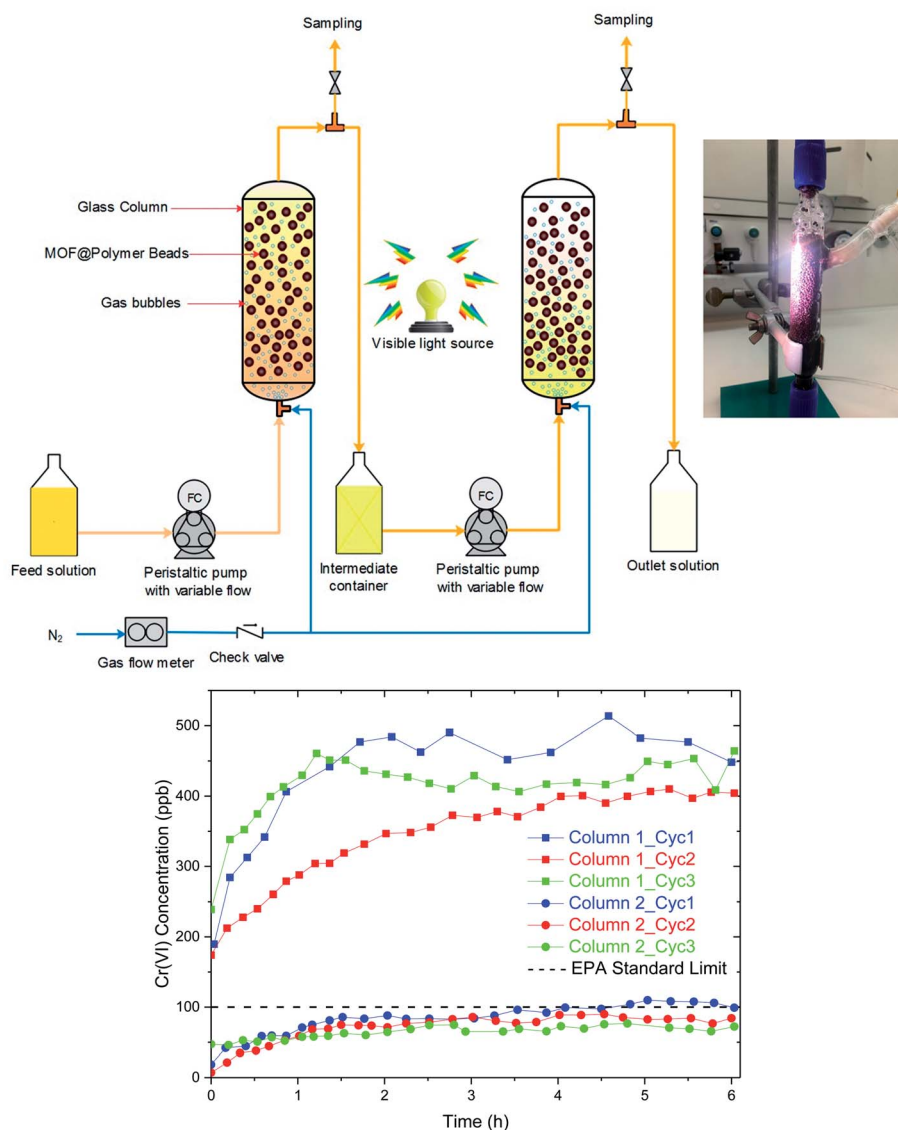 Sampling
Sampling
Glass Column
MOF@Polymer Beads
Gas bubbles
Visible light source
FC
FC
Feed solution
Peristaltic pump
with variable flow
Intermediate
container
Peristaltic pump
with variable flow
Outlet solution
N2
Gas flow meter
Check valve
Cr(VI) Concentration (ppb)
500
400
300
200
100
0
Column 1_Cyc1
Column 1_Cyc2
Column 1_Cyc3
Column 2_Cyc1
Column 2_Cyc2
Column 2_Cyc3
EPA Standard Limit
0 1 2 3 4 5 6
Time (h)